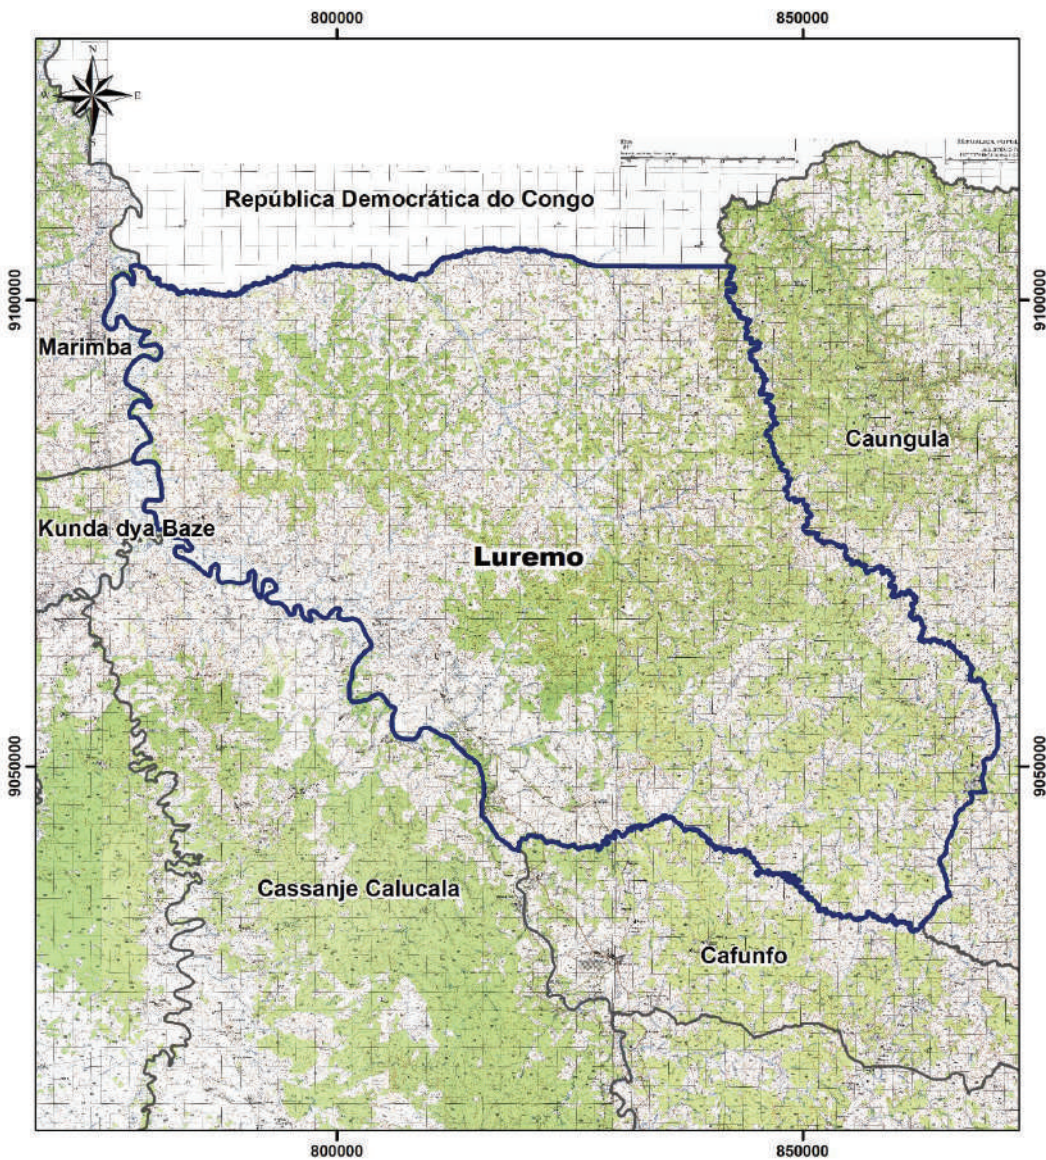 800000
850000
N
W
E
República Democrática do Congo
9100000
9100000
Marimba
Caungula
Kunda dya Baze
Luremo
9050000
9050000
Cassanje Calucala
Cafunfo
800000
850000